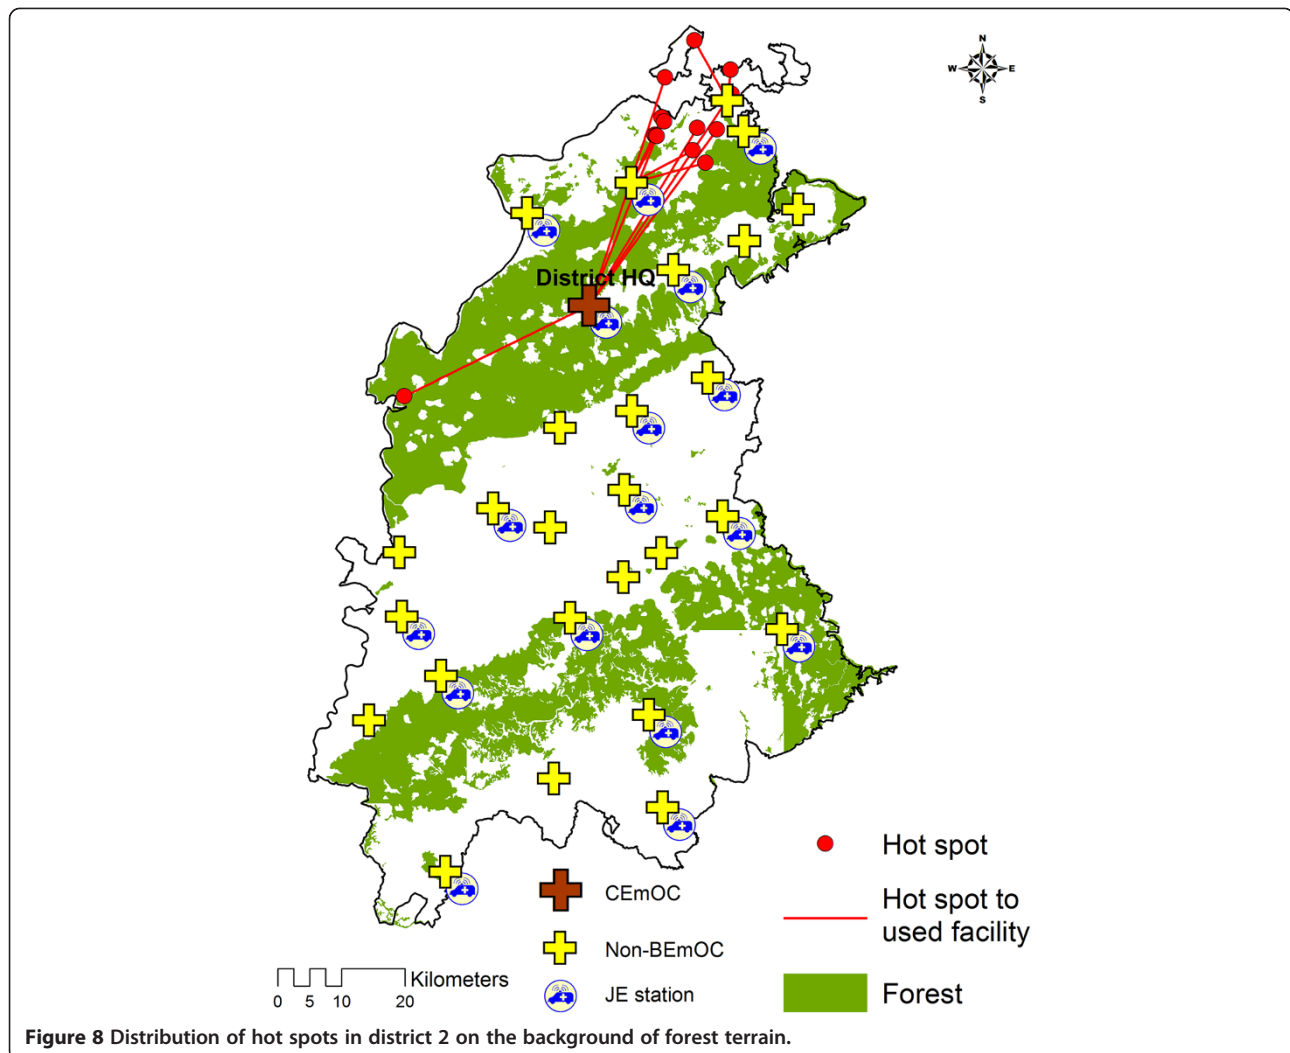 N
W E
S
District HQ
Hot spot
CEmOC
Hot spot to
used facility
Non-BEmOC
Kilometers
JE station
Forest
0 5 10 20
Figure 8 Distribution of hot spots in district 2 on the background of forest terrain.